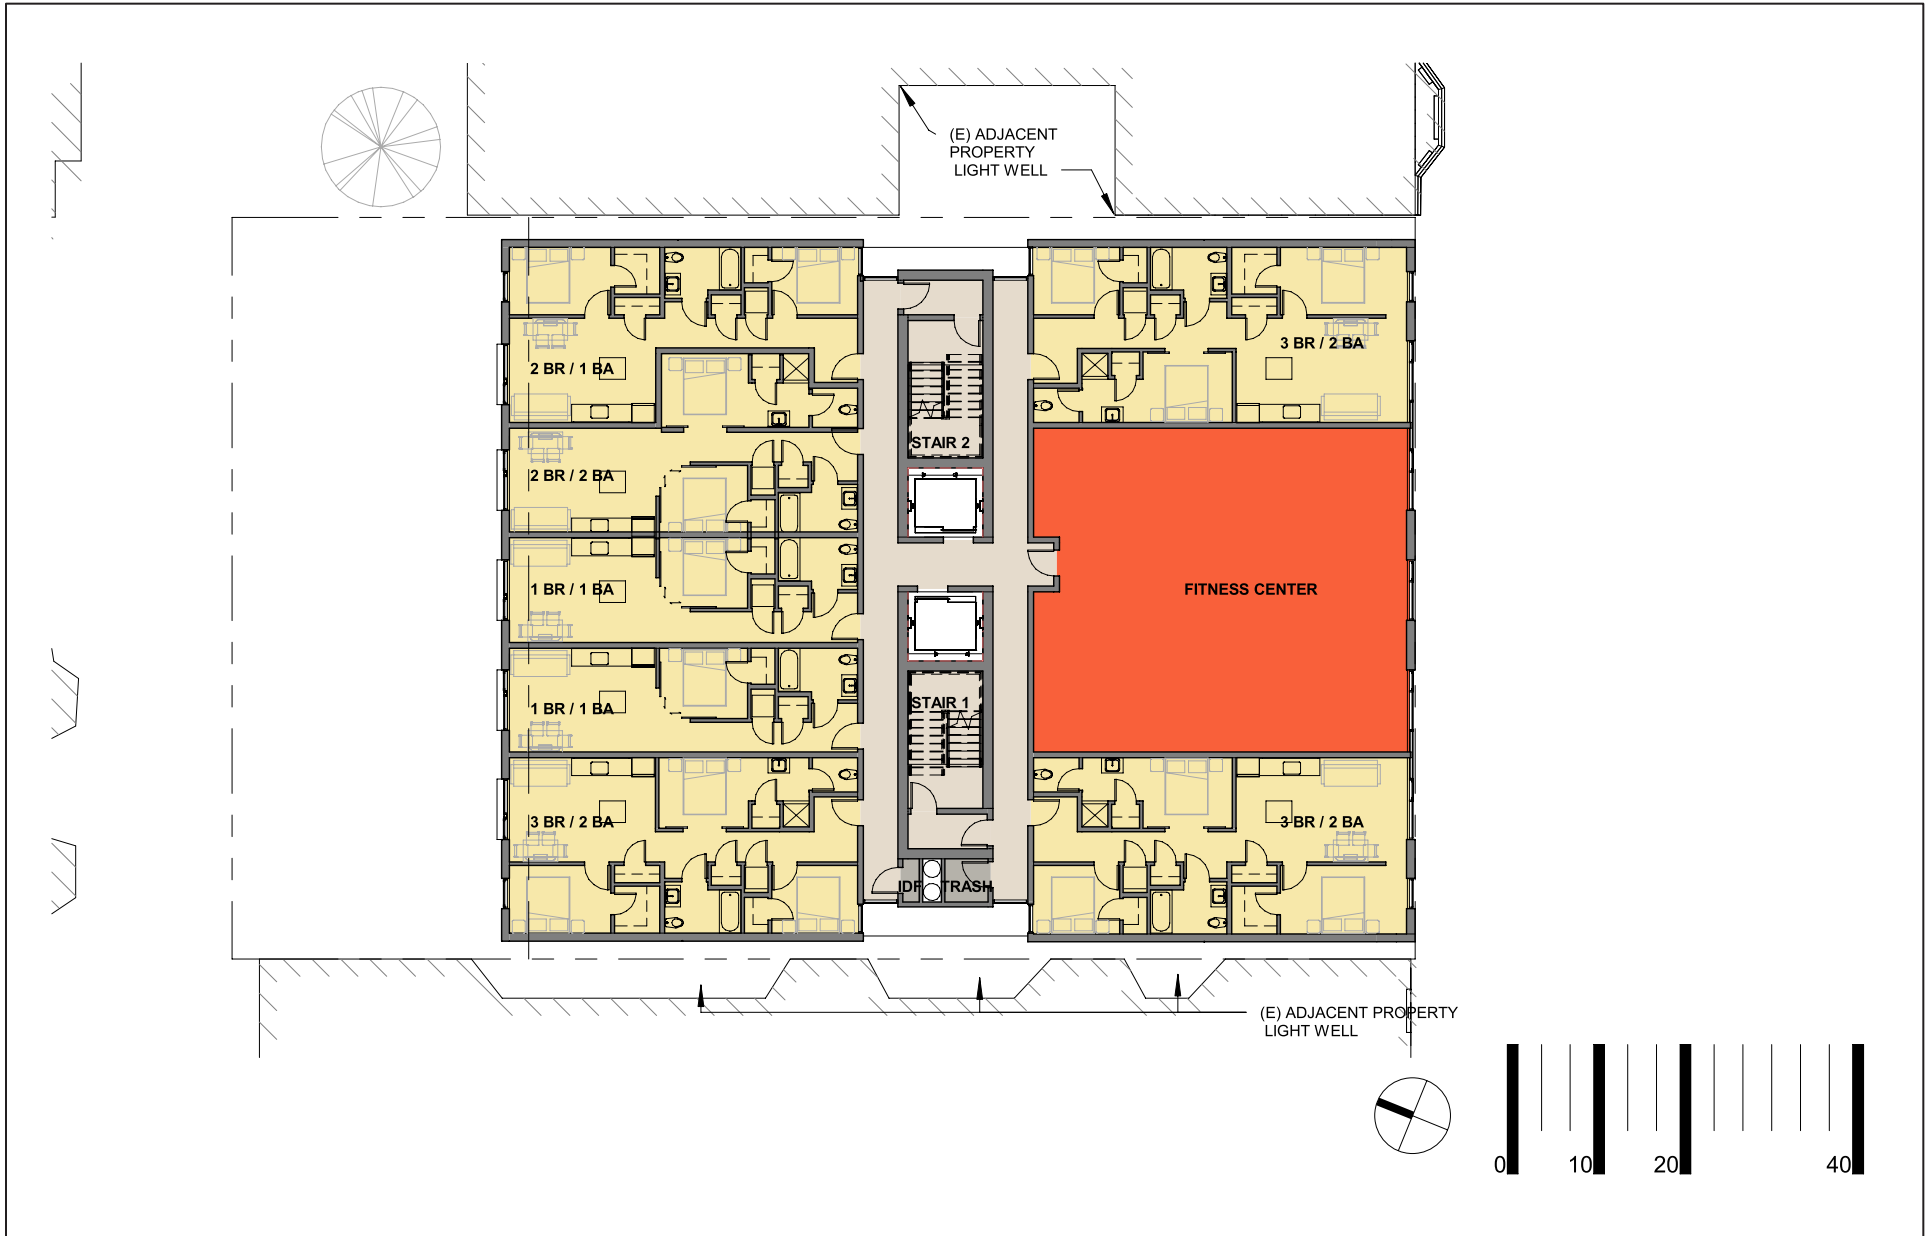 (E) ADJACENT
PROPERTY
LIGHT WELL
2 BR / 1 BA
3 BR / 2 BA
STAIR 2
2 BR / 2 BA
1 BR / 1 BA
FITNESS CENTER
1 BR / 1 BA
STAIR 1
3 BR / 2 BA
3 BR / 2 BA
IDF TRASH
(E) ADJACENT PROPERTY
LIGHT WELL
0 10 20 40